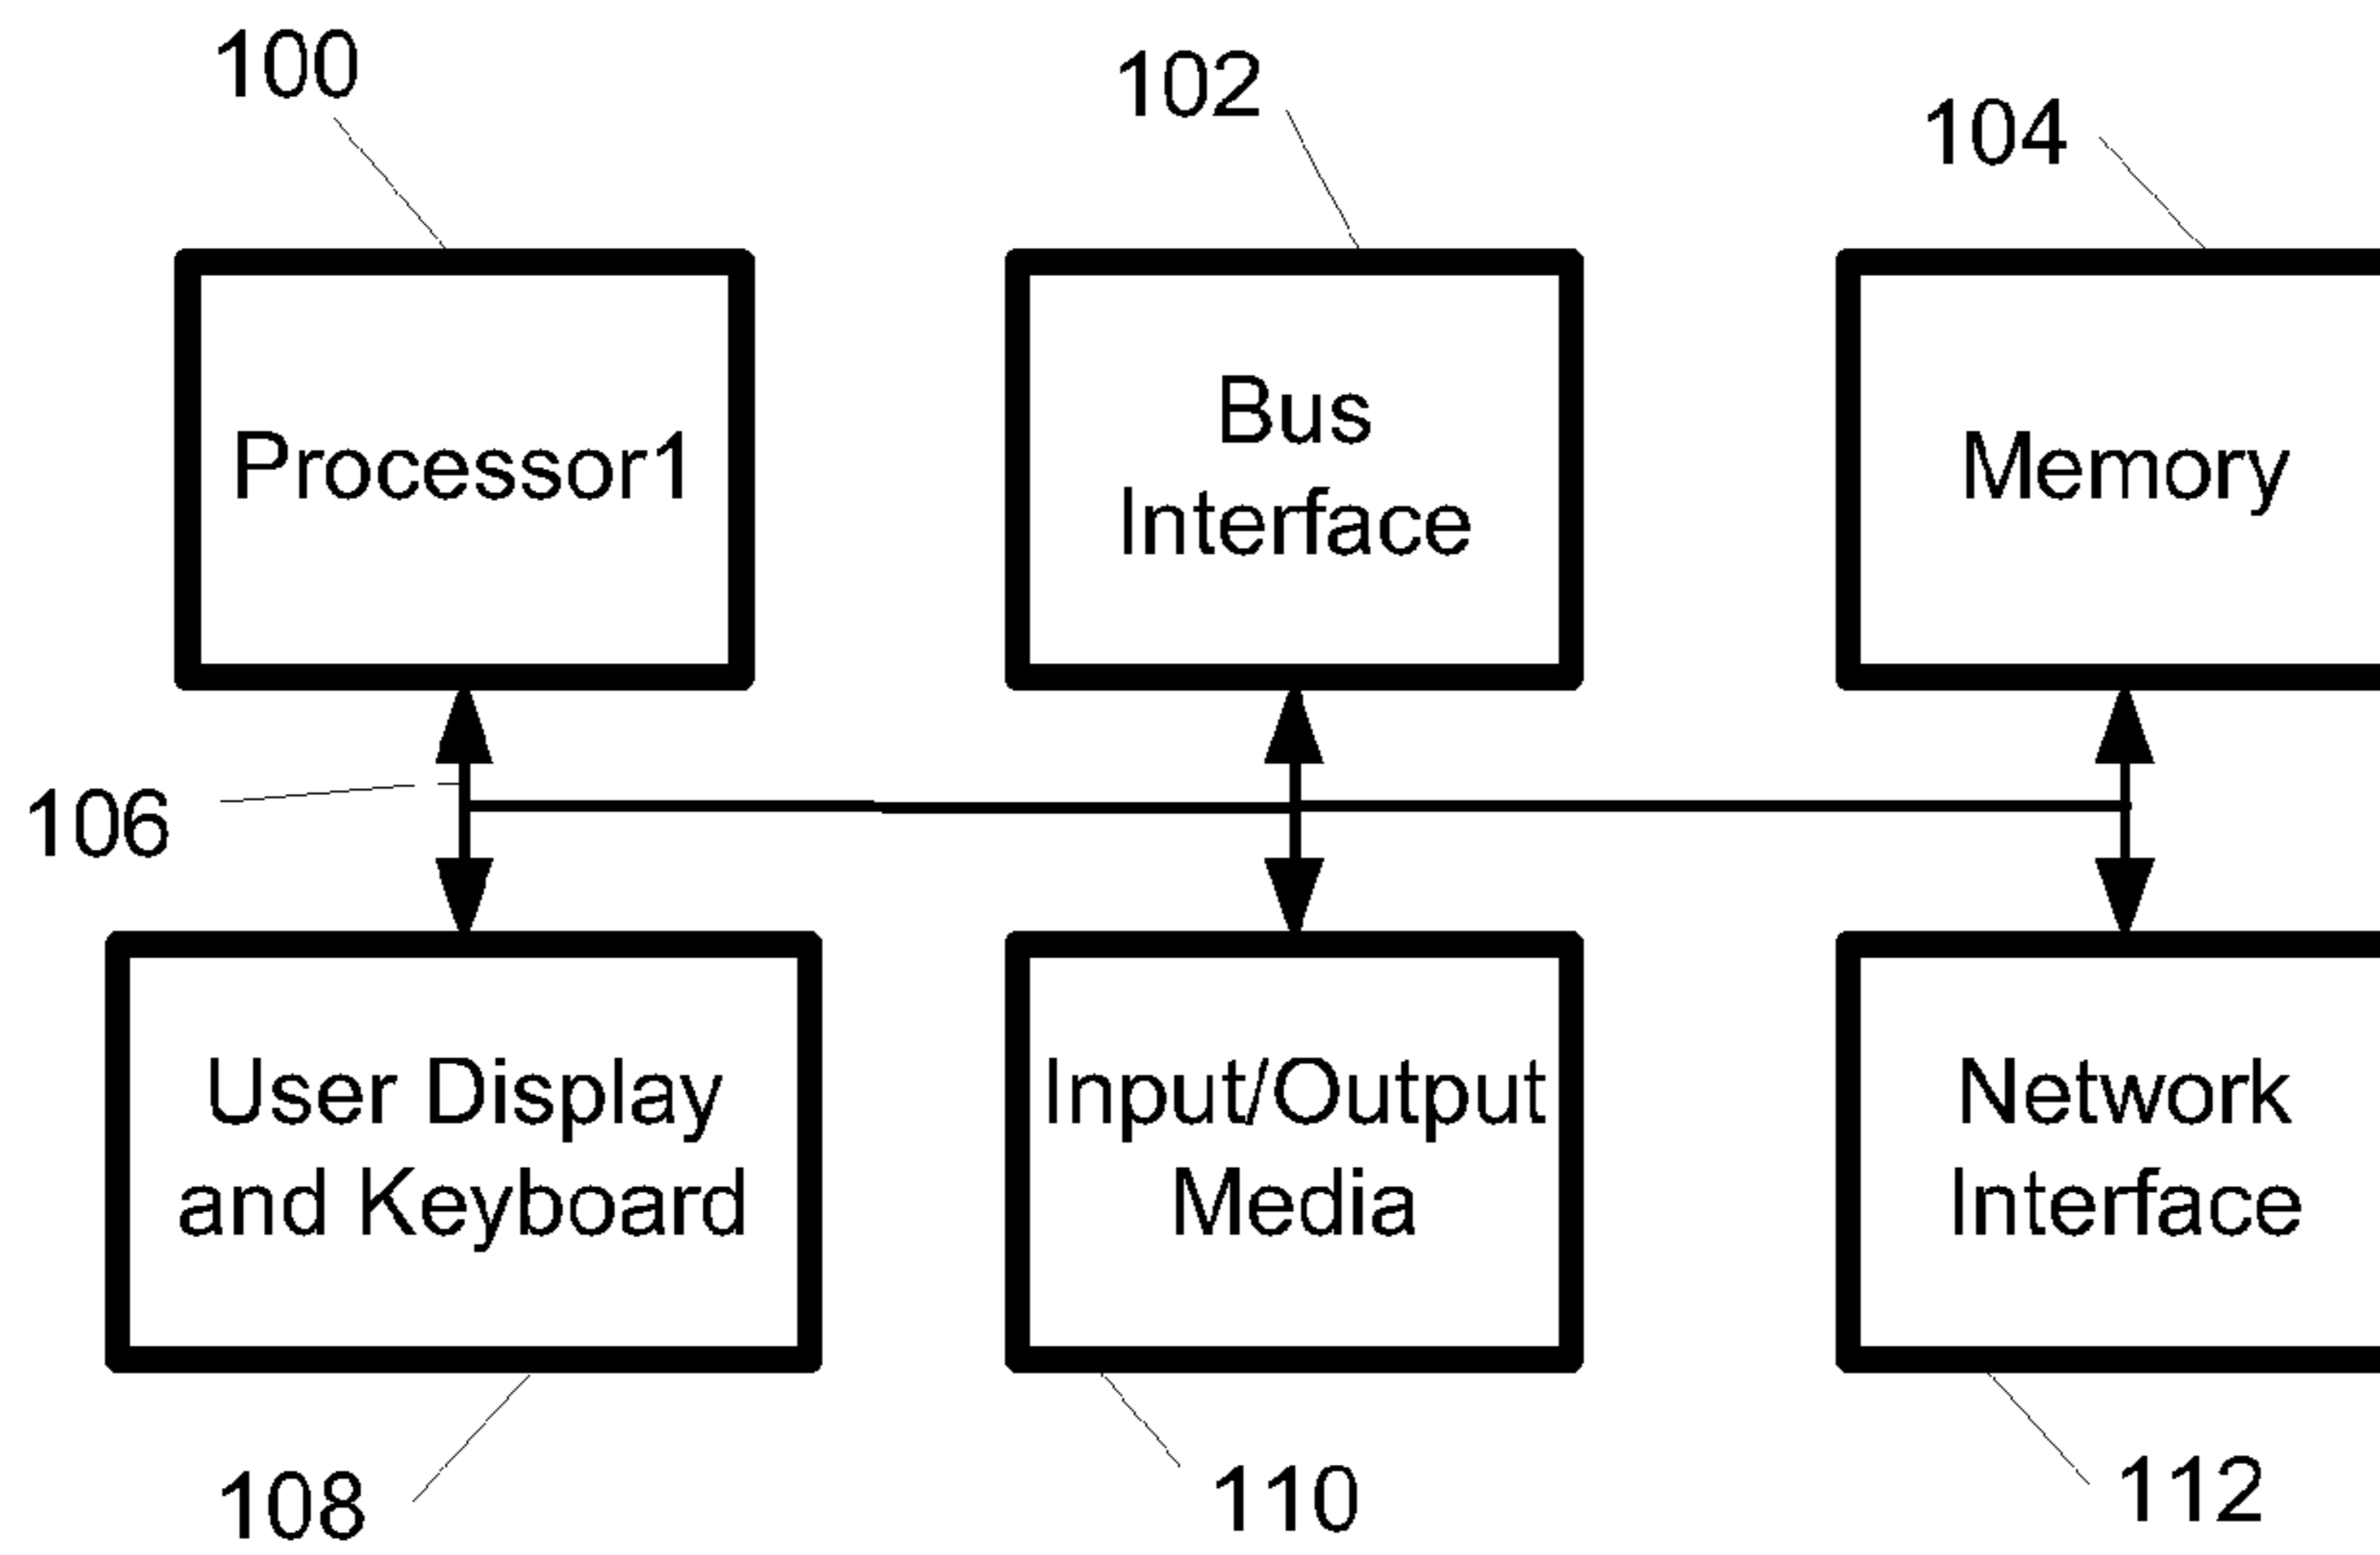 100
102
104
Processor1
Bus
Interface
Memory
106
User Display
and Keyboard
Input/Output
Media
Network
Interface
108
110
112